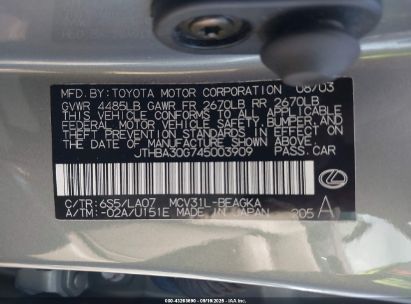 MFD. BY: TOYOTA MOTOR CORPORATION 08/03
GVWR 4485LB GAWR FR 2670LB RR 2670LB
THIS VEHICLE CONFORMS TO ALL APPLICABLE
FEDERAL MOTOR VEHICLE SAFETY, BUMPER, AND
THEFT PREVENTION STANDARDS IN EFFECT ON
THE DATE OF MANUFACTURE SHOWN ABOVE.
JTHBA30G745003909 PASS. CAR
C/TR: 6S5/LA07 MCV31L-BEAGKA
A/TM: -02A/U151E MADE IN JAPAN 205 A